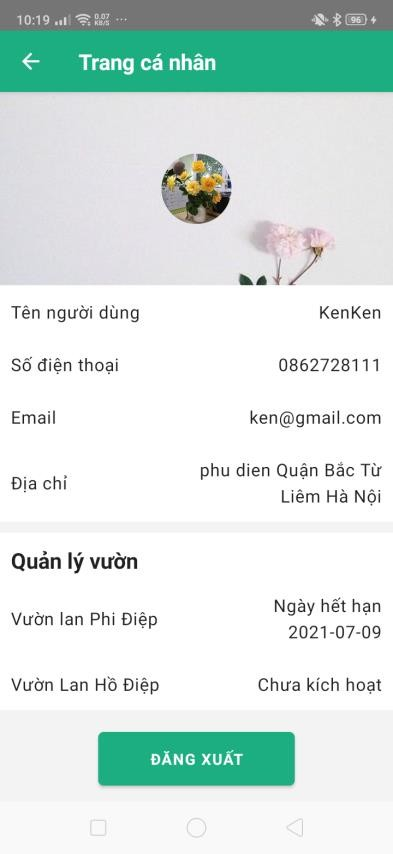 10:19 0.07 KB/S ... 96
Trang cá nhân
Tên người dùng KenKen
Số điện thoại 0862728111
Email ken@gmail.com
Địa chỉ phu dien Quận Bắc Từ
Liêm Hà Nội
Quản lý vườn
Vườn lan Phi Điệp Ngày hết hạn
2021-07-09
Vườn Lan Hồ Điệp Chưa kích hoạt
ĐĂNG XUẤT